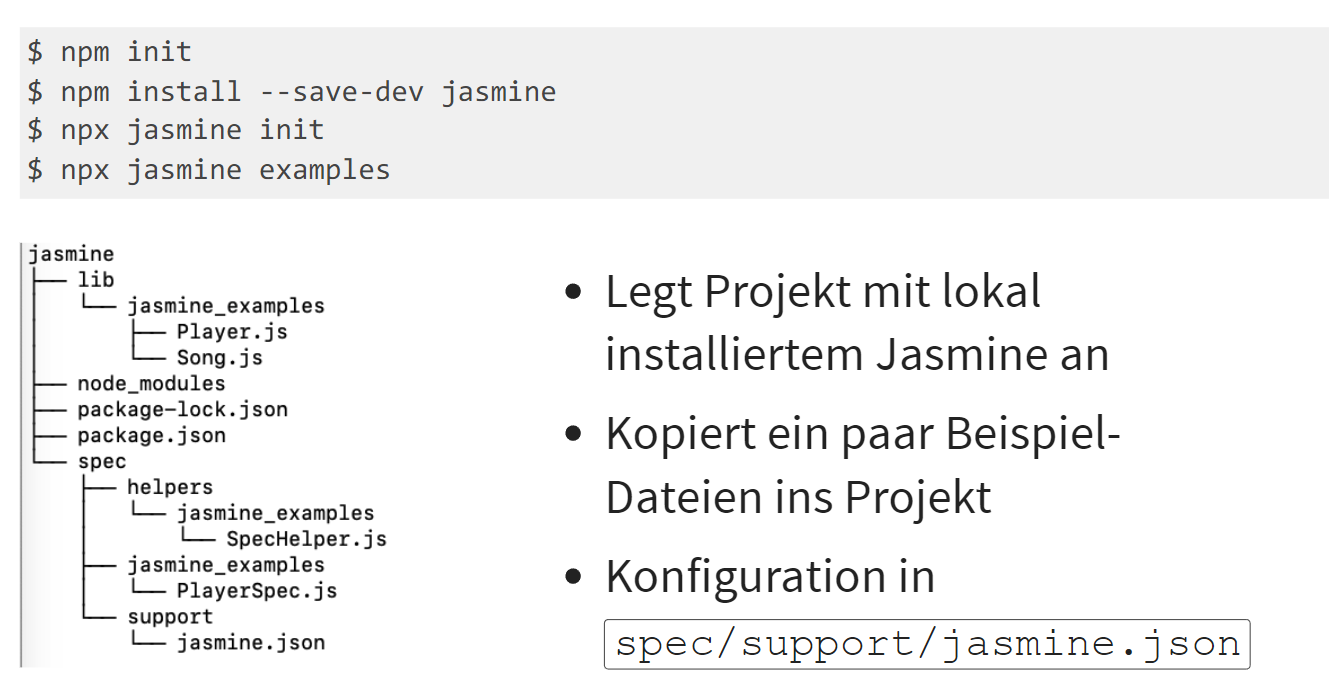 $ npm init
$ npm install --save-dev jasmine
$ npx jasmine init
$ npx jasmine examples
jasmine
lib
jasmine_examples
Player.js
Song.js
node_modules
package-lock.json
package.json
spec
helpers
jasmine_examples
SpecHelper.js
jasmine_examples
PlayerSpec.js
support
jasmine.json
• Legt Projekt mit lokal
installiertem Jasmine an
• Kopiert ein paar Beispiel-
Dateien ins Projekt
• Konfiguration in
spec/support/jasmine.json